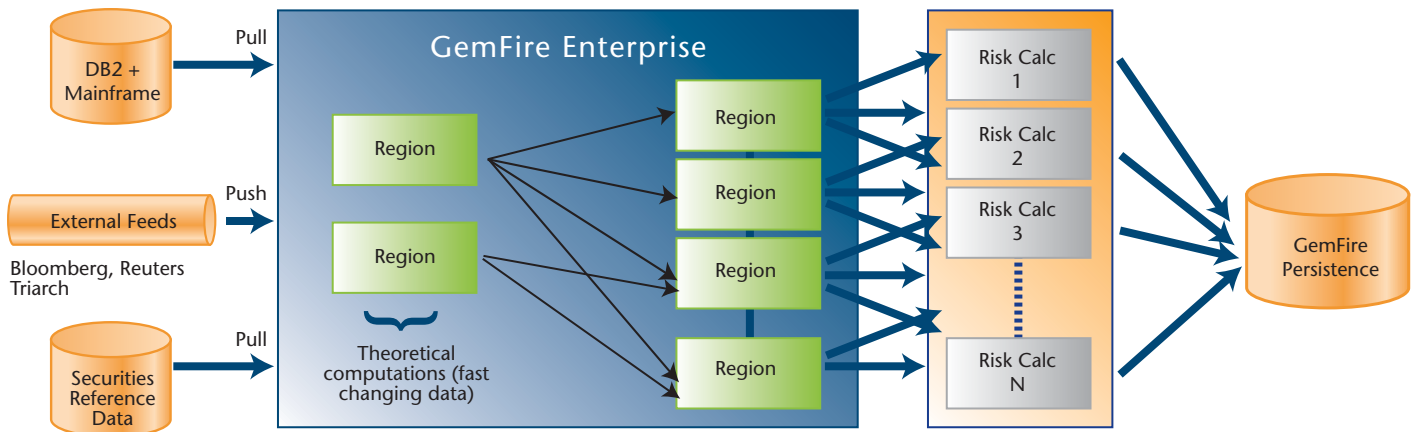 DB2 +
Mainframe
Pull
External Feeds
Push
Bloomberg, Reuters
Triarch
Securities
Reference
Data
Pull
GemFire Enterprise
Region
Region
Theoretical
computations (fast
changing data)
Region
Region
Region
Region
Risk Calc
1
Risk Calc
2
Risk Calc
3
Risk Calc
N
GemFire
Persistence